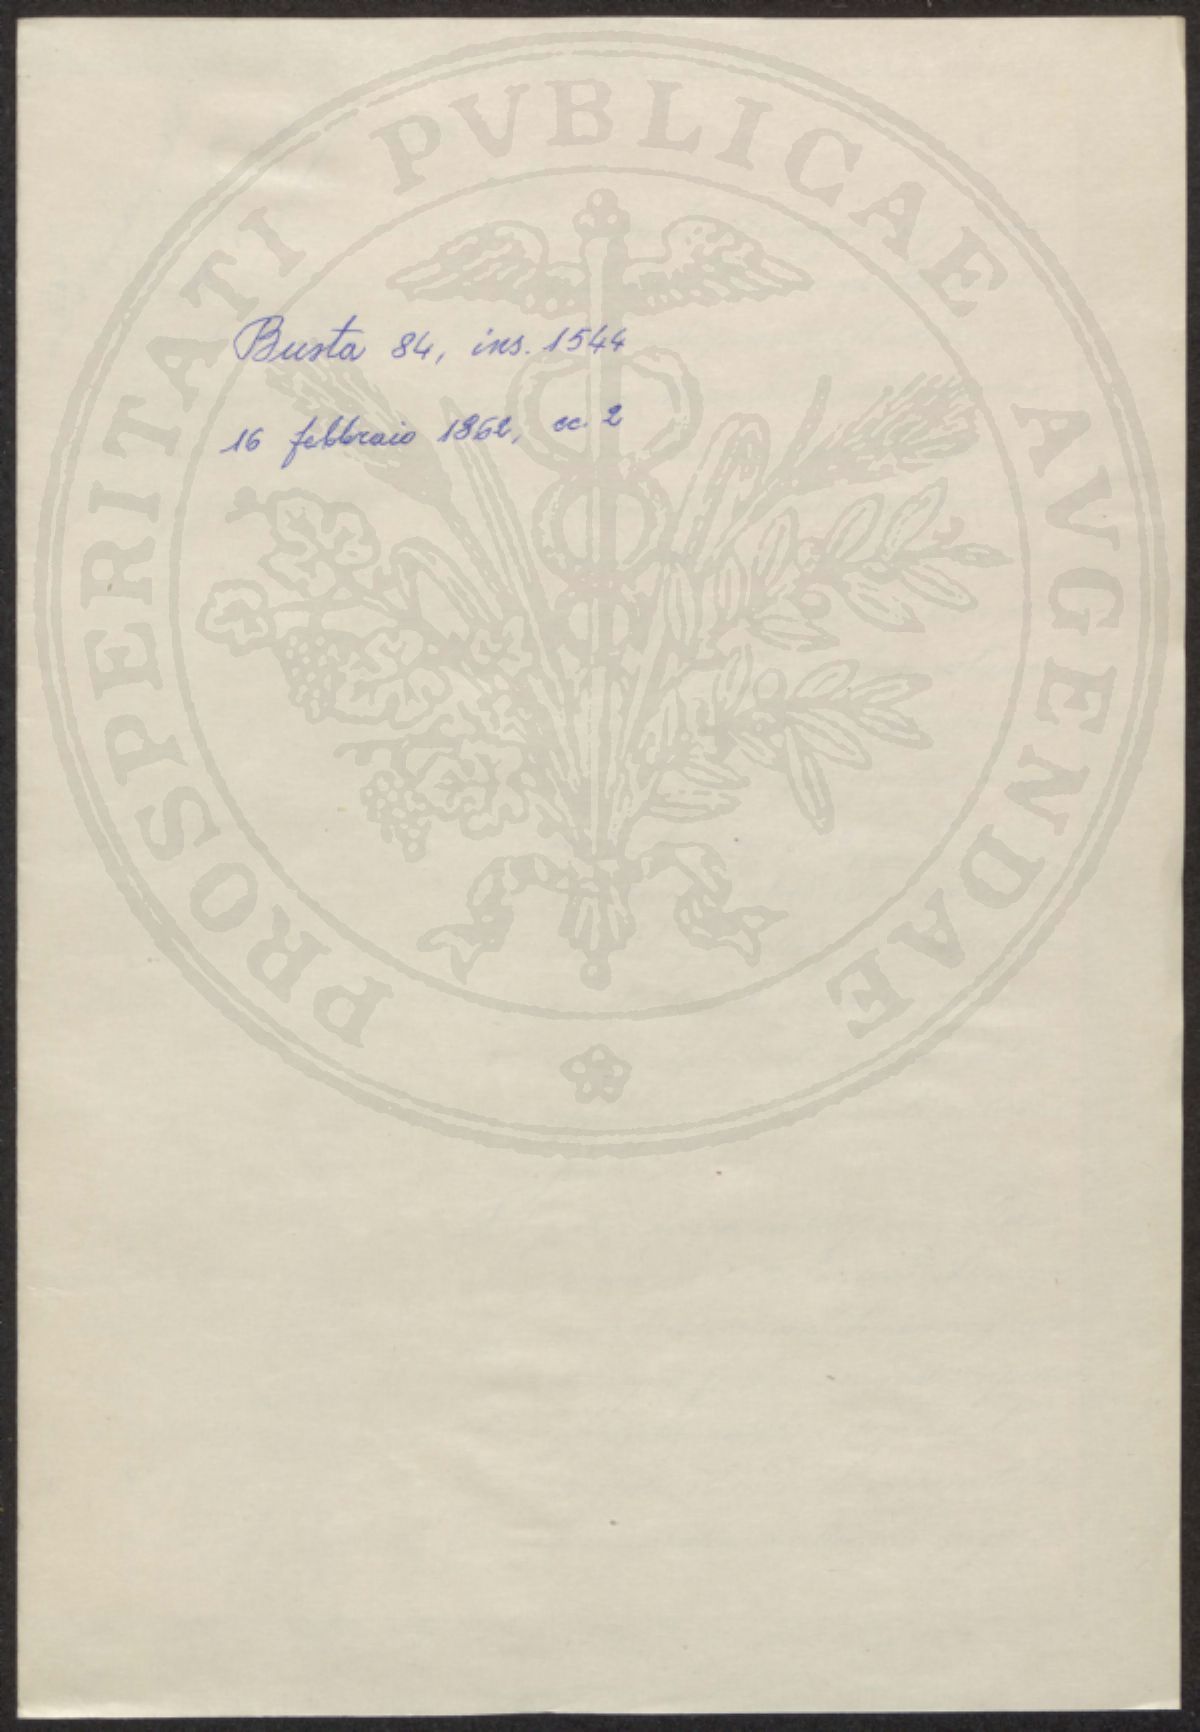 PROSPERITATI PVBLICAE AVGENDAE
Busta 84, ins. 1544
16 febbraio 1862, cc. 2